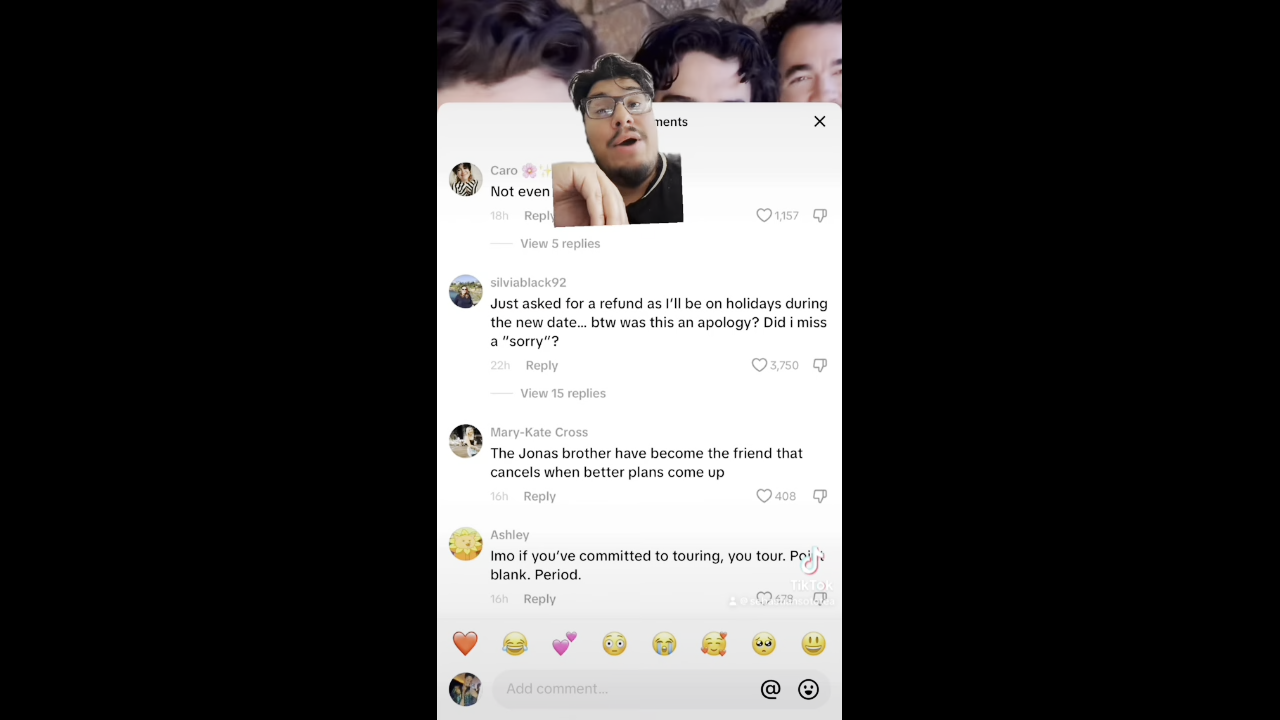 ments
Caro 🌸✨
Not even
18h Reply 1,157
View 5 replies
silviablack92
Just asked for a refund as I'll be on holidays during
the new date... btw was this an apology? Did i miss
a "sorry"?
22h Reply 3,750
View 15 replies
Mary-Kate Cross
The Jonas brother have become the friend that
cancels when better plans come up
16h Reply 408
Ashley
Imo if you've committed to touring, you tour.
blank. Period.
TikTok
16h Reply
Add comment...